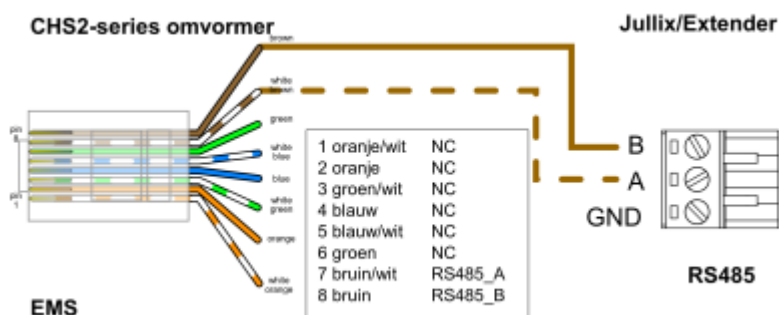 CHS2-series omvormer
Jullix/Extender
brown
white
brown
green
white
blue
blue
white
green
orange
white
orange
pin
8
pin
1
1 oranje/wit NC
2 oranje NC
3 groen/wit NC
4 blauw NC
5 blauw/wit NC
6 groen NC
7 bruin/wit RS485_A
8 bruin RS485_B
B
A
GND
RS485
EMS